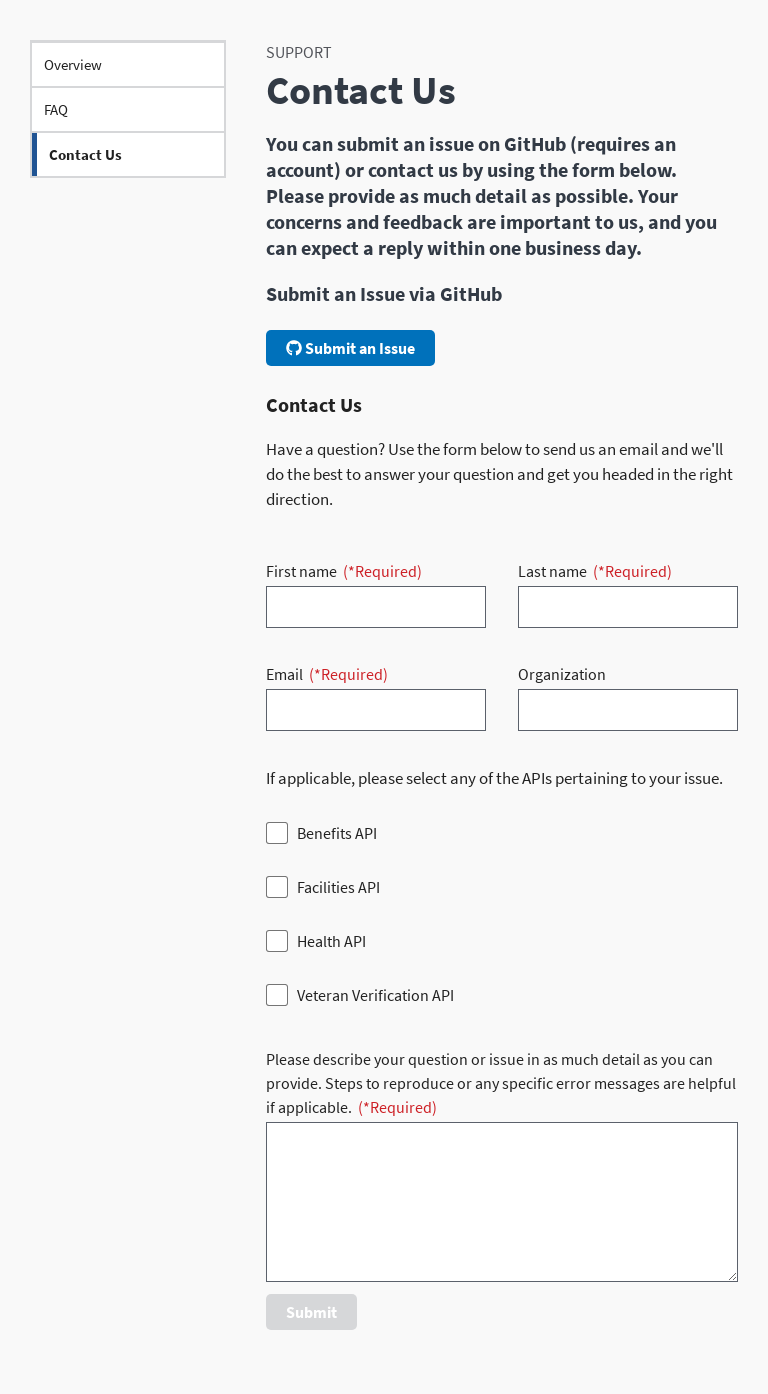 Overview
FAQ
Contact Us
SUPPORT
Contact Us
You can submit an issue on GitHub (requires an
account) or contact us by using the form below.
Please provide as much detail as possible. Your
concerns and feedback are important to us, and you
can expect a reply within one business day.
Submit an Issue via GitHub
Submit an Issue
Contact Us
Have a question? Use the form below to send us an email and we'll
do the best to answer your question and get you headed in the right
direction.
First name (*Required)
Last name (*Required)
Email (*Required)
Organization
If applicable, please select any of the APIs pertaining to your issue.
Benefits API
Facilities API
Health API
Veteran Verification API
Please describe your question or issue in as much detail as you can
provide. Steps to reproduce or any specific error messages are helpful
if applicable. (*Required)
Submit